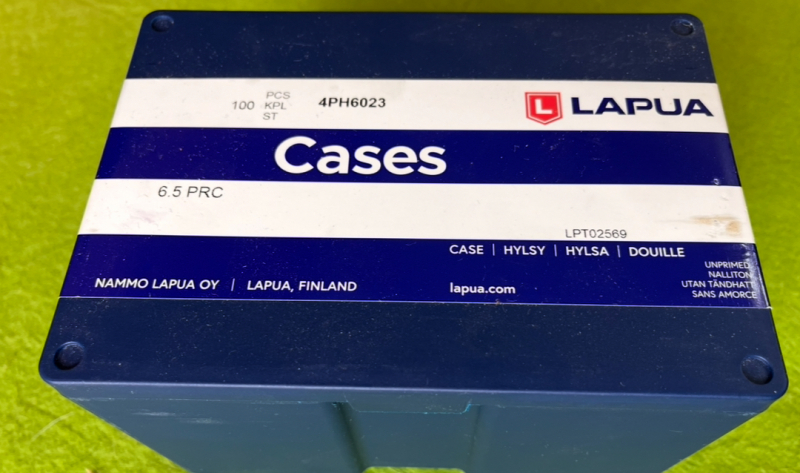 PCS
100 KPL 4PH6023
ST
L LAPUA
Cases
6.5 PRC
LPT02569
CASE | HYLSY | HYLSA | DOUILLE
UNPRIMED,
NALLITON,
UTAN TÄNDHATT
SANS AMORCE
NAMMO LAPUA OY | LAPUA, FINLAND
lapua.com